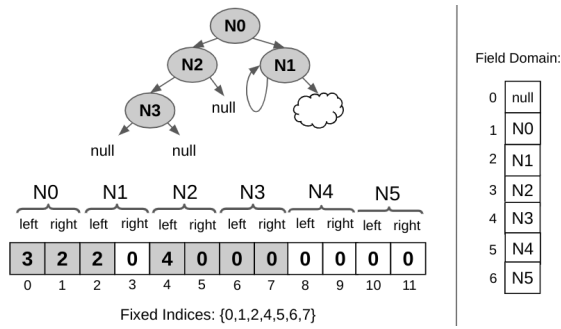 N0
N2
N1
N3
null
null
null
N0 N1 N2 N3 N4 N5
left right left right left right left right left right left right
3 2 2 0 4 0 0 0 0 0 0 0
0 1 2 3 4 5 6 7 8 9 10 11
Fixed Indices: {0,1,2,4,5,6,7}
Field Domain:
0 null
1 N0
2 N1
3 N2
4 N3
5 N4
6 N5